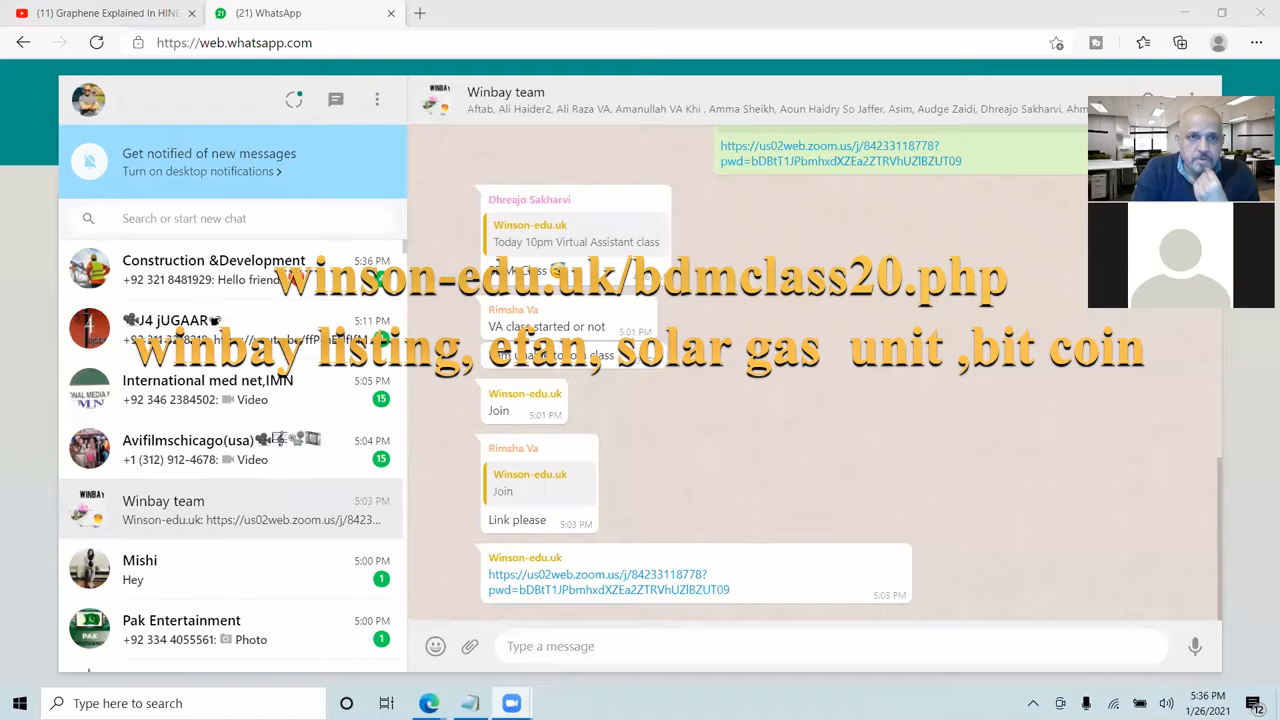 (11) Graphene Explained In HIN
(21) WhatsApp
https://web.whatsapp.com
Get notified of new messages
Turn on desktop notifications >
Search or start new chat
Construction &Development
5:36 PM
+92 321 8481929: Hello friend
J4 jUGAAR
5:11 PM
International med net,IMN
5:05 PM
+92 346 2384502: Video
15
Avifilmschicago(usa)
5:04 PM
+1 (312) 912-4678: Video
15
Winbay team
5:03 PM
Winson-edu.uk: https://us02web.zoom.us/j/8423...
Mishi
5:00 PM
Hey
1
Pak Entertainment
5:00 PM
+92 334 4055561: Photo
1
WINBAY
Winbay team
Aftab, Ali Haider2, Ali Raza VA, Amanullah VA Khi , Amma Sheikh, Aoun Haidry So Jaffer, Asim, Audge Zaidi, Dhreajo Sakharvi, Ahm
https://us02web.zoom.us/j/84233118778?
pwd=bDBtT1JPbmhxdXZEa2ZTRVhUZlBZUT09
Dhreajo Sakharvi
Winson-edu.uk
Today 10pm Virtual Assistant class
winson-edu.uk/bdmclass20.php
Rimsha Va
VA class started or not
5:01 PM
winbay listing, efan, solar gas unit ,bit coin
Winson-edu.uk
Join
5:01 PM
Rimsha Va
Winson-edu.uk
Join
Link please
5:03 PM
Winson-edu.uk
https://us02web.zoom.us/j/84233118778?
pwd=bDBtT1JPbmhxdXZEa2ZTRVhUZlBZUT09
5:03 PM
Type a message
Type here to search
5:36 PM
1/26/2021
12